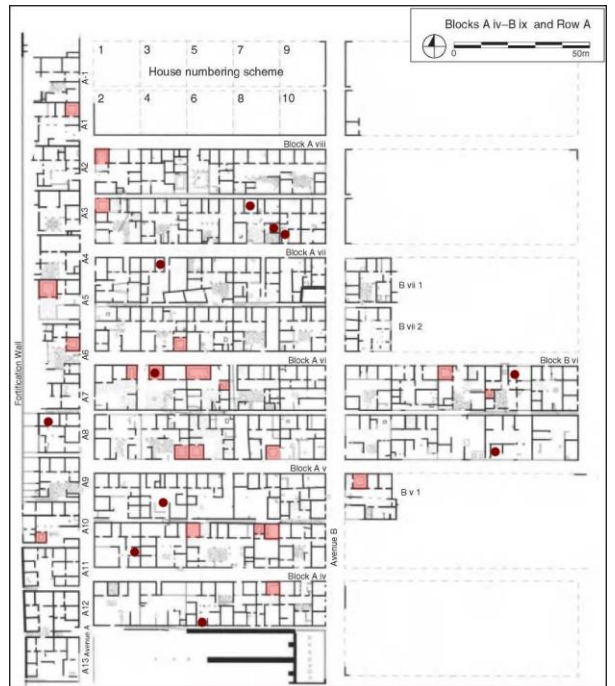 Blocks A iv–B ix and Row A
0 50m
1 3 5 7 9
House numbering scheme
2 4 6 8 10
A-1
A1
Block A viii
A2
A3
A4
Block A vii
A5
B vii 1
B vii 2
A6
Fortification Wall
Block A vi
Block B vi
A7
A8
Block A v
A9
B v 1
A10
Avenue B
A11
Block A iv
A12
Avenue A
A13